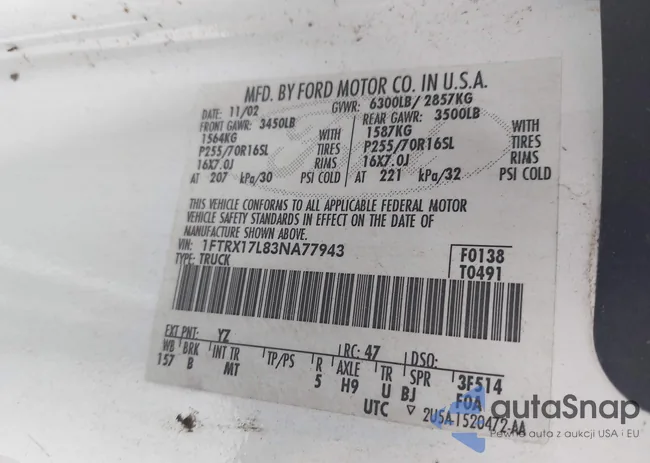 MFD. BY FORD MOTOR CO. IN U.S.A.
DATE: 11/02 GVWR: 6300LB/ 2857KG
FRONT GAWR: 3450LB REAR GAWR: 3500LB
1564KG WITH 1587KG WITH
P255/70R16SL TIRES P255/70R16SL TIRES
16X7.0J RIMS 16X7.0J RIMS
AT 207 kPa/30 PSI COLD AT 221 kPa/32 PSI COLD
THIS VEHICLE CONFORMS TO ALL APPLICABLE FEDERAL MOTOR
VEHICLE SAFETY STANDARDS IN EFFECT ON THE DATE OF
MANUFACTURE SHOWN ABOVE.
VIN: 1FTRX17L83NA77943 F0138
TYPE: TRUCK T0491
EXT PNT: YZ RC: 47 DSO:
WB BRK INT TR TP/PS R AXLE TR SPR 3F514
157 B MT 5 H9 U BJ F0A
UTC ▽ 2U5A-1520472-AA
autaSnap
Pewne auta z aukcji USA i EU